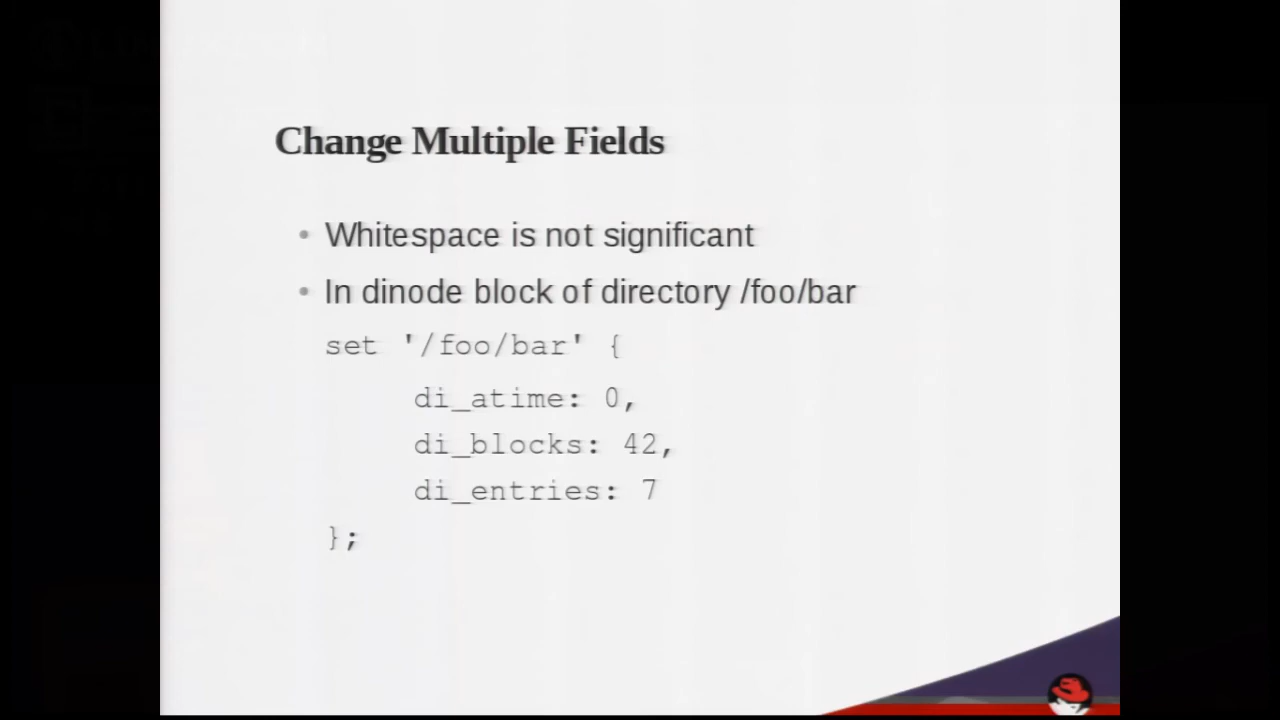 Change Multiple Fields
• Whitespace is not significant
• In dinode block of directory /foo/bar
set '/foo/bar' {
di_atime: 0,
di_blocks: 42,
di_entries: 7
};